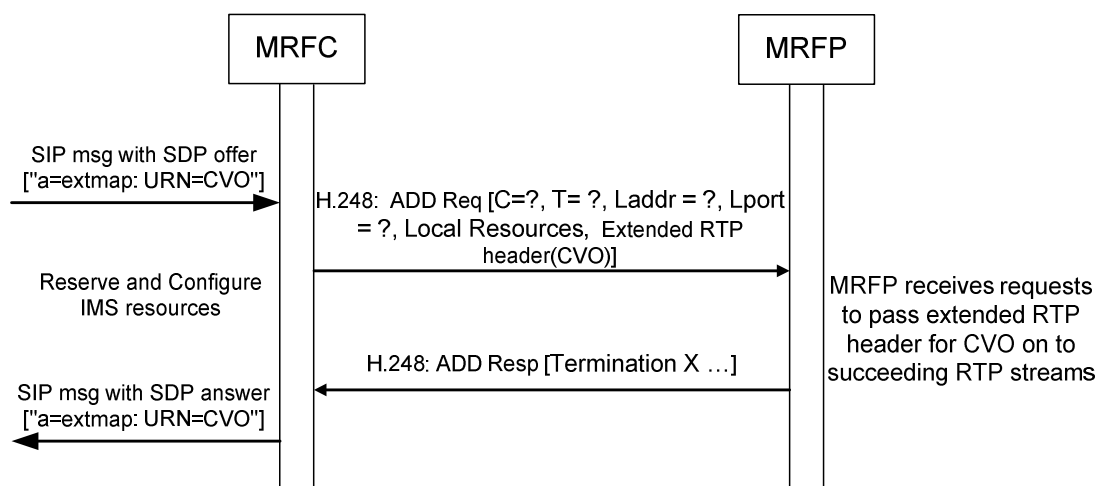 MRFC
MRFP
SIP msg with SDP offer
["a=extmap: URN=CVO"]
H.248: ADD Req [C=?, T= ?, Laddr = ?, Lport
= ?, Local Resources, Extended RTP
header(CVO)]
Reserve and Configure
IMS resources
MRFP receives requests
to pass extended RTP
header for CVO on to
succeeding RTP streams
H.248: ADD Resp [Termination X ...]
SIP msg with SDP answer
["a=extmap: URN=CVO"]